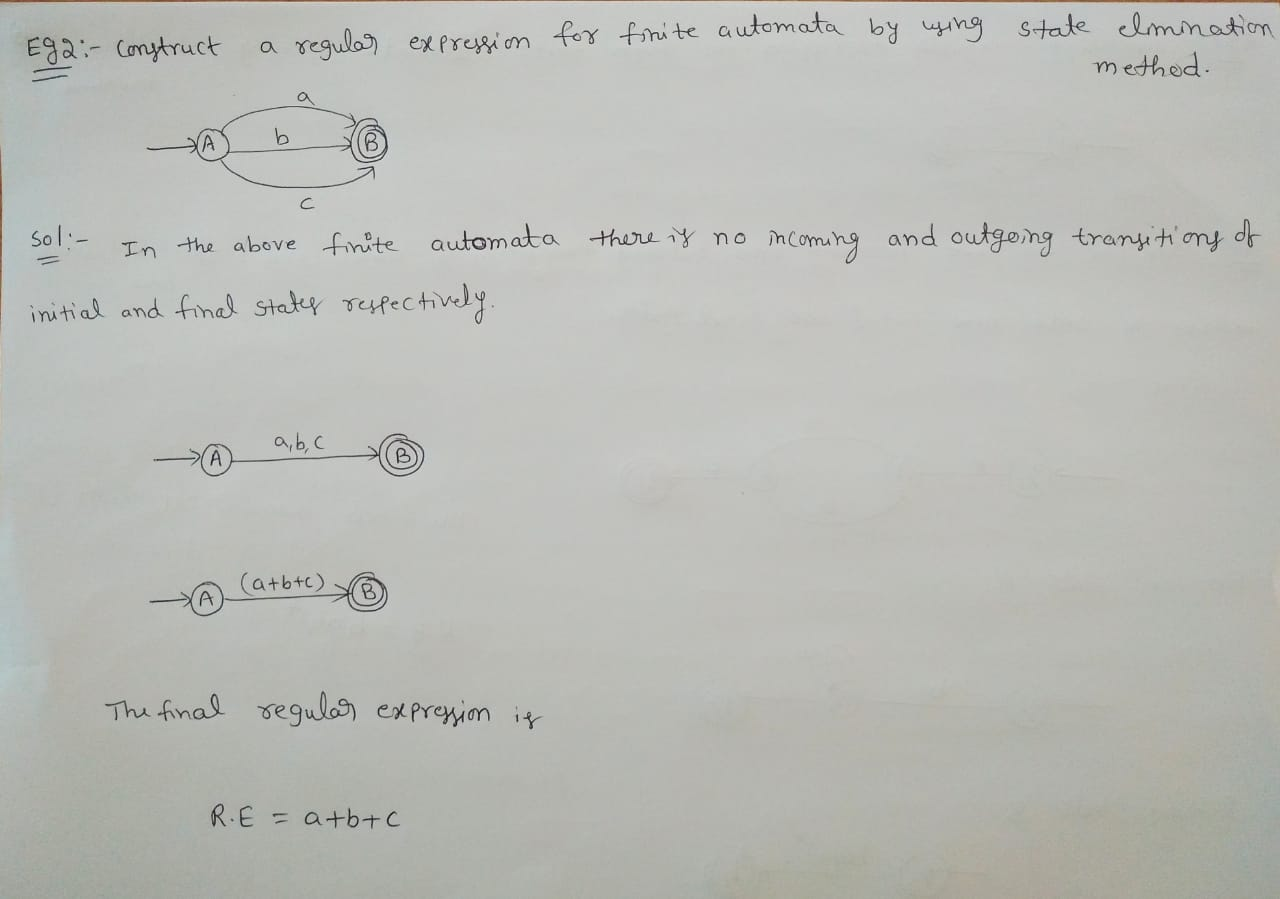 Eg2:- Construct a regular expression for finite automata by using state elmination
method.
a
A b B
c
Sol:- In the above finite automata there is no incoming and outgoing transitions of
initial and final states respectively.
A a,b,c B
A (a+b+c) B
The final regular expression is
R.E = a+b+c